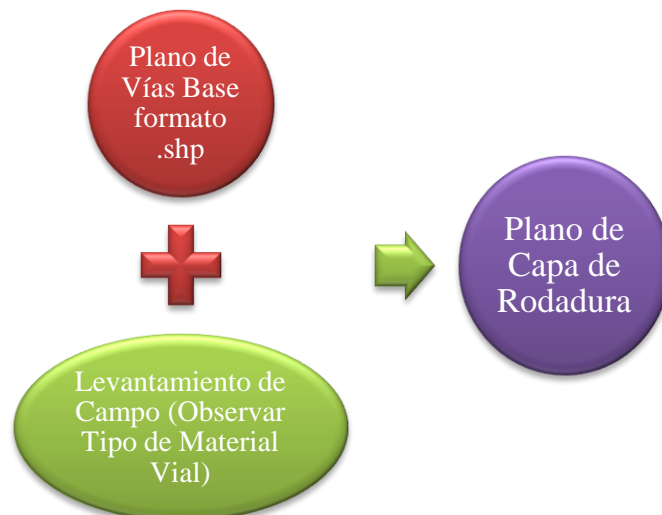 Plano de
Vías Base
formato
.shp
Levantamiento de
Campo (Observar
Tipo de Material
Vial)
Plano de
Capa de
Rodadura